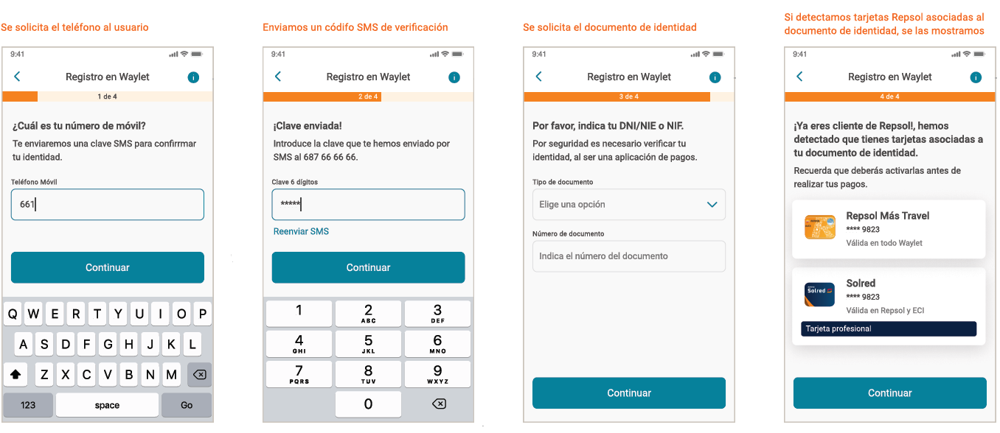 Se solicita el teléfono al usuario
9:41
Registro en Waylet
i
1 de 4
¿Cuál es tu número de móvil?
Te enviaremos una clave SMS para confirrmar
tu identidad.
Teléfono Móvil
661
Continuar
Q W E R T Y U I O P
A S D F G H J K L
Z X C V B N M
123 space Go
Enviamos un códifo SMS de verificación
9:41
Registro en Waylet
i
2 de 4
¡Clave enviada!
Introduce la clave que te hemos enviado por
SMS al 687 66 66 66.
Clave 6 dígitos
*****
Reenviar SMS
Continuar
1 2 3
ABC DEF
4 5 6
GHI JKL MNO
7 8 9
PQRS TUV WXYZ
0
Se solicita el documento de identidad
9:41
Registro en Waylet
i
3 de 4
Por favor, indica tu DNI/NIE o NIF.
Por seguridad es necesario verificar tu
identidad, al ser una aplicación de pagos.
Tipo de documento
Elige una opción
Número de documento
Indica el número del documento
Continuar
Si detectamos tarjetas Repsol asociadas al
documento de identidad, se las mostramos
9:41
Registro en Waylet
i
4 de 4
¡Ya eres cliente de Repsol!, hemos
detectado que tienes tarjetas asociadas a
tu documento de identidad.
Recuerda que deberás activarlas antes de
realizar tus pagos.
Repsol Más Travel
**** 9823
Válida en todo Waylet
Solred
Solred
**** 9823
Válida en Repsol y ECI
Tarjeta profesional
Continuar